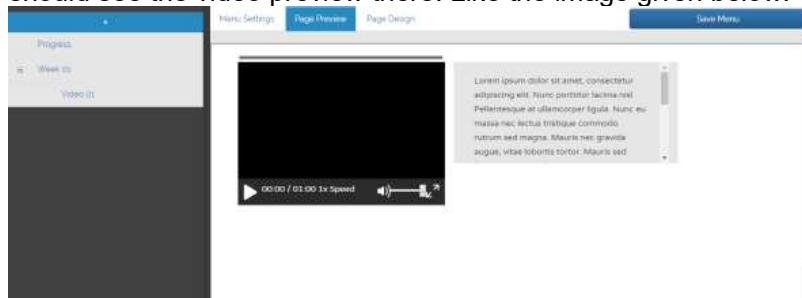 should see the video preview there. Like the image given below.
Menu Settings Page Preview Page Design Save Menu
Progress
Week (1)
Video (1)
Lorem ipsum dolor sit amet, consectetur
adipiscing elit. Nunc porttitor lacinia nisl.
Pellentesque at ullamcorper ligula. Nunc eu
massa nec lectus tristique commodo
rutrum sed magna. Mauris nec gravida
augue, vitae lobortis tortor. Mauris sed
00:00 / 01:00 1x Speed